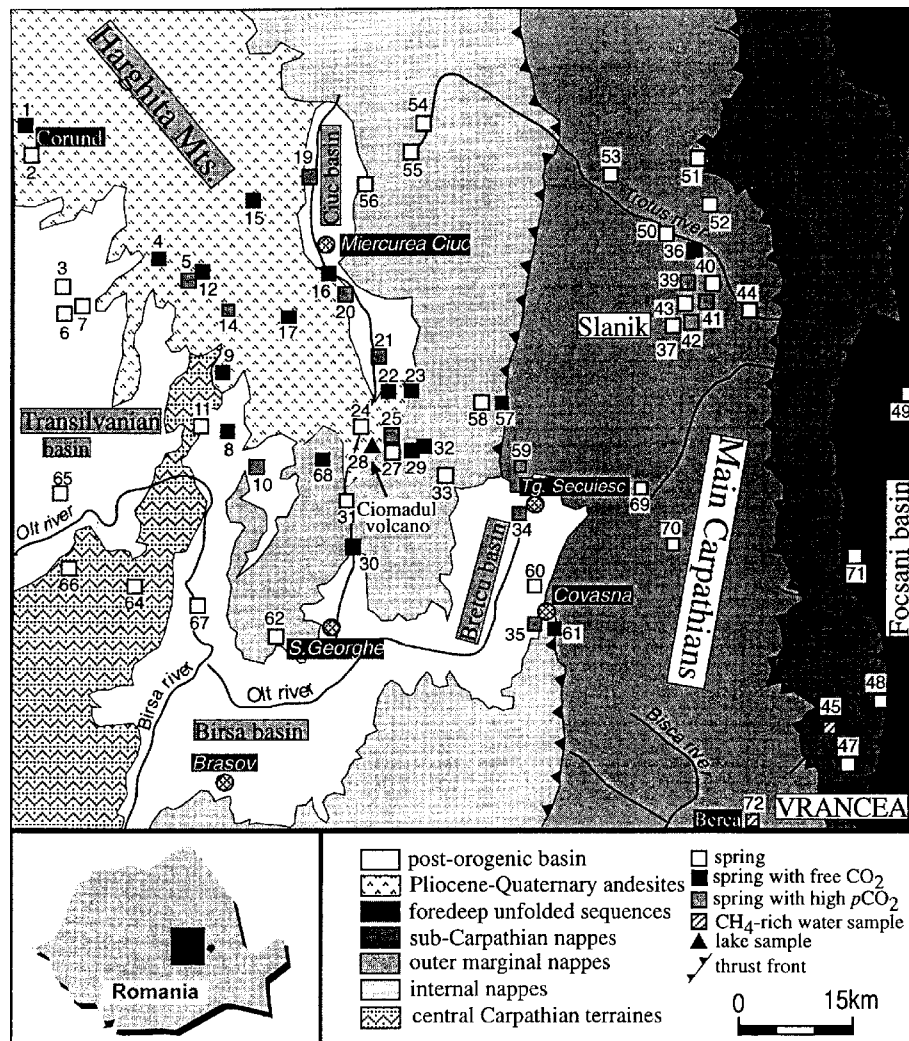 Harghita Mts.
1
Corund
2
54
19
Ciuc basin
55
53
51
56
15
Trotus river
52
4
Miercurea Ciuc
50
36
3
5
12
16
40
39
6
7
20
14
17
43
44
41
Slanik
42
37
21
9
22
23
49
58
57
Transilvanian
basin
11
24
25
8
32
28
27
29
59
10
68
33
Tg. Secuiesc
65
Ciomadul
volcano
69
Olt river
31
34
Main Carpathians
Focsani basin
70
30
Bretcu basin
71
66
60
64
Covasna
67
62
35
61
S.Georghe
Birsa river
Olt river
48
45
Birsa basin
Bisca river
47
Brasov
72
Berca
VRANCEA
Romania
post-orogenic basin
Pliocene-Quaternary andesites
foredeep unfolded sequences
sub-Carpathian nappes
outer marginal nappes
internal nappes
central Carpathian terraines
spring
spring with free CO2
spring with high pCO2
CH4-rich water sample
lake sample
thrust front
0 15km